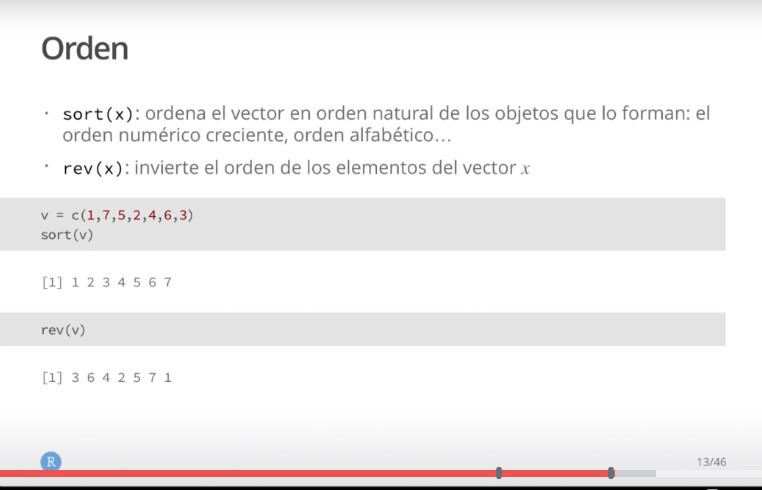 Orden
· sort(x): ordena el vector en orden natural de los objetos que lo forman: el
orden numérico creciente, orden alfabético…
· rev(x): invierte el orden de los elementos del vector x
v = c(1,7,5,2,4,6,3)
sort(v)
[1] 1 2 3 4 5 6 7
rev(v)
[1] 3 6 4 2 5 7 1
R
13/46